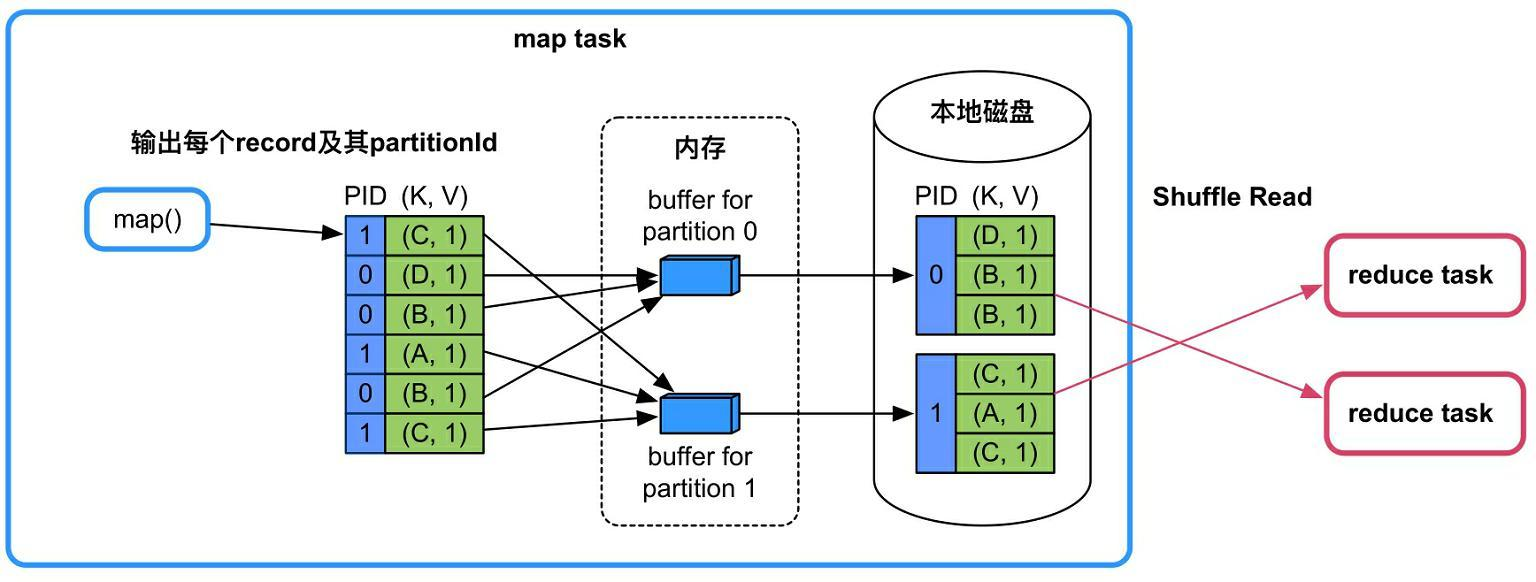 map task
输出每个record及其partitionId
map()
PID (K, V)
1 (C, 1)
0 (D, 1)
0 (B, 1)
1 (A, 1)
0 (B, 1)
1 (C, 1)
内存
buffer for
partition 0
buffer for
partition 1
本地磁盘
PID (K, V)
0
(D, 1)
(B, 1)
(B, 1)
1
(C, 1)
(A, 1)
(C, 1)
Shuffle Read
reduce task
reduce task